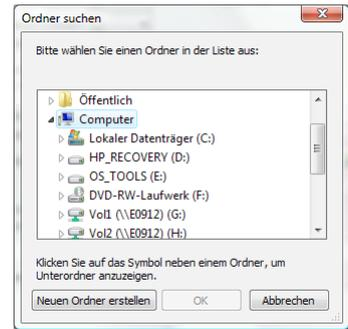 Ordner suchen
Bitte wählen Sie einen Ordner in der Liste aus:
Öffentlich
Computer
Lokaler Datenträger (C:)
HP_RECOVERY (D:)
OS_TOOLS (E:)
DVD-RW-Laufwerk (F:)
Vol1 (\\E0912) (G:)
Vol2 (\\E0912) (H:)
Klicken Sie auf das Symbol neben einem Ordner, um
Unterordner anzuzeigen.
Neuen Ordner erstellen OK Abbrechen